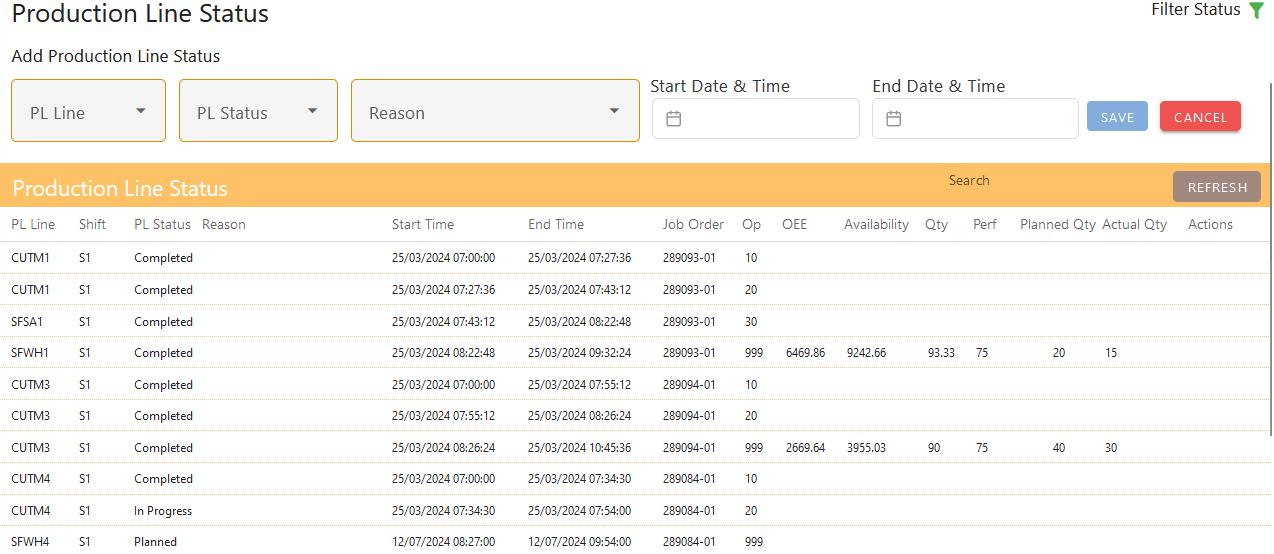 Production Line Status
Filter Status
Add Production Line Status
PL Line
PL Status
Reason
Start Date & Time
End Date & Time
SAVE
CANCEL
Production Line Status
Search
REFRESH
PL Line Shift PL Status Reason Start Time End Time Job Order Op OEE Availability Qty Perf Planned Qty Actual Qty Actions
CUTM1 S1 Completed 25/03/2024 07:00:00 25/03/2024 07:27:36 289093-01 10
CUTM1 S1 Completed 25/03/2024 07:27:36 25/03/2024 07:43:12 289093-01 20
SFSA1 S1 Completed 25/03/2024 07:43:12 25/03/2024 08:22:48 289093-01 30
SFWH1 S1 Completed 25/03/2024 08:22:48 25/03/2024 09:32:24 289093-01 999 6469.86 9242.66 93.33 75 20 15
CUTM3 S1 Completed 25/03/2024 07:00:00 25/03/2024 07:55:12 289094-01 10
CUTM3 S1 Completed 25/03/2024 07:55:12 25/03/2024 08:26:24 289094-01 20
CUTM3 S1 Completed 25/03/2024 08:26:24 25/03/2024 10:45:36 289094-01 999 2669.64 3955.03 90 75 40 30
CUTM4 S1 Completed 25/03/2024 07:00:00 25/03/2024 07:34:30 289084-01 10
CUTM4 S1 In Progress 25/03/2024 07:34:30 25/03/2024 07:54:00 289084-01 20
SFWH4 S1 Planned 12/07/2024 08:27:00 12/07/2024 09:54:00 289084-01 999